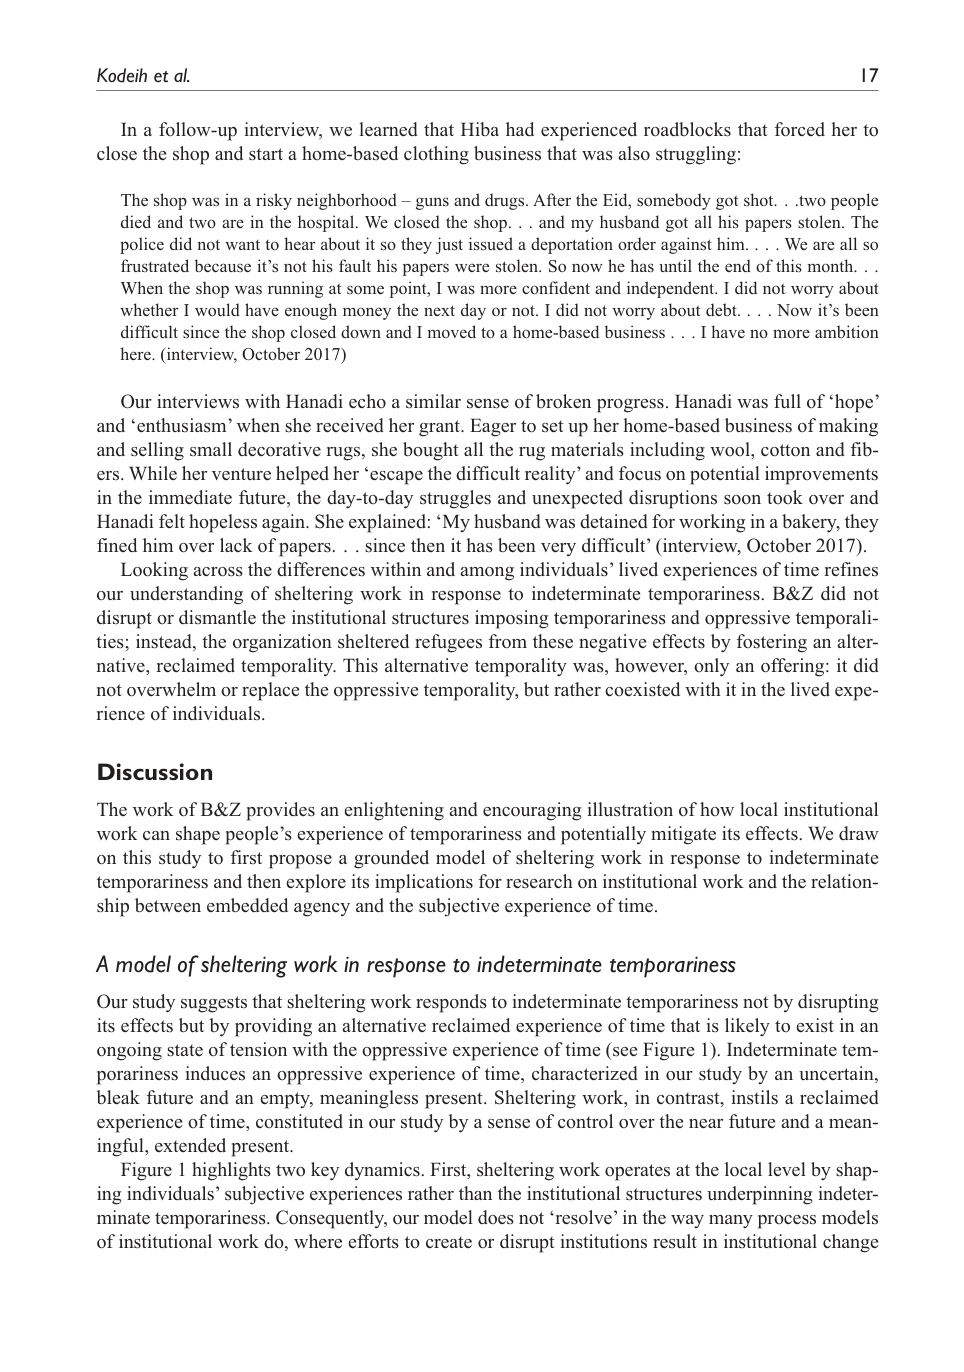 Kodeih et al. 17
In a follow-up interview, we learned that Hiba had experienced roadblocks that forced her to
close the shop and start a home-based clothing business that was also struggling:
The shop was in a risky neighborhood – guns and drugs. After the Eid, somebody got shot. . .two people
died and two are in the hospital. We closed the shop. . . and my husband got all his papers stolen. The
police did not want to hear about it so they just issued a deportation order against him. . . . We are all so
frustrated because it’s not his fault his papers were stolen. So now he has until the end of this month. . .
When the shop was running at some point, I was more confident and independent. I did not worry about
whether I would have enough money the next day or not. I did not worry about debt. . . . Now it’s been
difficult since the shop closed down and I moved to a home-based business . . . I have no more ambition
here. (interview, October 2017)
Our interviews with Hanadi echo a similar sense of broken progress. Hanadi was full of ‘hope’
and ‘enthusiasm’ when she received her grant. Eager to set up her home-based business of making
and selling small decorative rugs, she bought all the rug materials including wool, cotton and fib-
ers. While her venture helped her ‘escape the difficult reality’ and focus on potential improvements
in the immediate future, the day-to-day struggles and unexpected disruptions soon took over and
Hanadi felt hopeless again. She explained: ‘My husband was detained for working in a bakery, they
fined him over lack of papers. . . since then it has been very difficult’ (interview, October 2017).
Looking across the differences within and among individuals’ lived experiences of time refines
our understanding of sheltering work in response to indeterminate temporariness. B&Z did not
disrupt or dismantle the institutional structures imposing temporariness and oppressive temporali-
ties; instead, the organization sheltered refugees from these negative effects by fostering an alter-
native, reclaimed temporality. This alternative temporality was, however, only an offering: it did
not overwhelm or replace the oppressive temporality, but rather coexisted with it in the lived expe-
rience of individuals.
Discussion
The work of B&Z provides an enlightening and encouraging illustration of how local institutional
work can shape people’s experience of temporariness and potentially mitigate its effects. We draw
on this study to first propose a grounded model of sheltering work in response to indeterminate
temporariness and then explore its implications for research on institutional work and the relation-
ship between embedded agency and the subjective experience of time.
A model of sheltering work in response to indeterminate temporariness
Our study suggests that sheltering work responds to indeterminate temporariness not by disrupting
its effects but by providing an alternative reclaimed experience of time that is likely to exist in an
ongoing state of tension with the oppressive experience of time (see Figure 1). Indeterminate tem-
porariness induces an oppressive experience of time, characterized in our study by an uncertain,
bleak future and an empty, meaningless present. Sheltering work, in contrast, instils a reclaimed
experience of time, constituted in our study by a sense of control over the near future and a mean-
ingful, extended present.
Figure 1 highlights two key dynamics. First, sheltering work operates at the local level by shap-
ing individuals’ subjective experiences rather than the institutional structures underpinning indeter-
minate temporariness. Consequently, our model does not ‘resolve’ in the way many process models
of institutional work do, where efforts to create or disrupt institutions result in institutional change